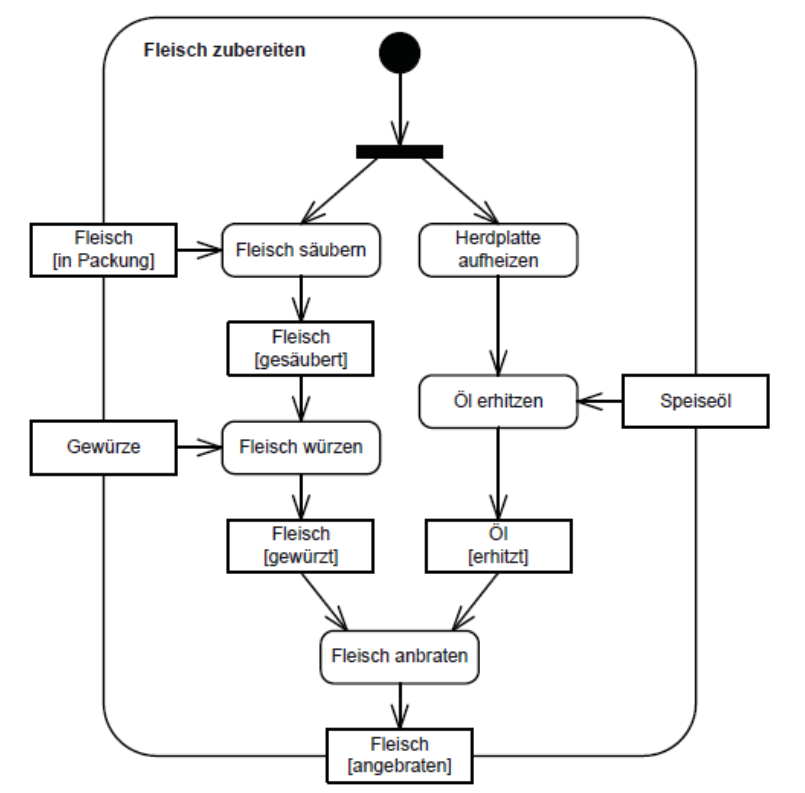 Fleisch zubereiten
Fleisch
[in Packung]
Fleisch säubern
Herdplatte
aufheizen
Fleisch
[gesäubert]
Öl erhitzen
Speiseöl
Gewürze
Fleisch würzen
Fleisch
[gewürzt]
Öl
[erhitzt]
Fleisch anbraten
Fleisch
[angebraten]